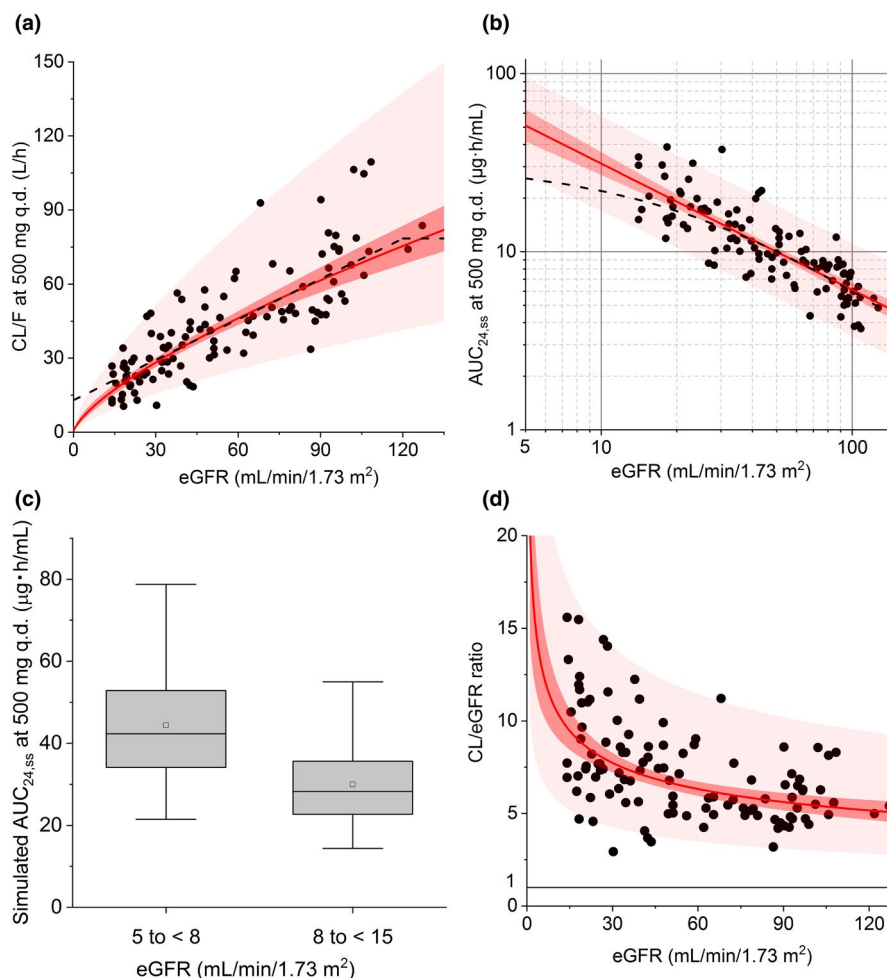 (a)
CL/F at 500 mg q.d. (L/h)
150
120
90
60
30
0
0 30 60 90 120
eGFR (mL/min/1.73 m²)
(b)
AUC24,ss at 500 mg q.d. (µg·h/mL)
100
10
1
5 10 100
eGFR (mL/min/1.73 m²)
(c)
Simulated AUC24,ss at 500 mg q.d. (µg·h/mL)
80
60
40
20
0
5 to < 8 8 to < 15
eGFR (mL/min/1.73 m²)
(d)
CL/eGFR ratio
20
15
10
5
1
0
0 30 60 90 120
eGFR (mL/min/1.73 m²)